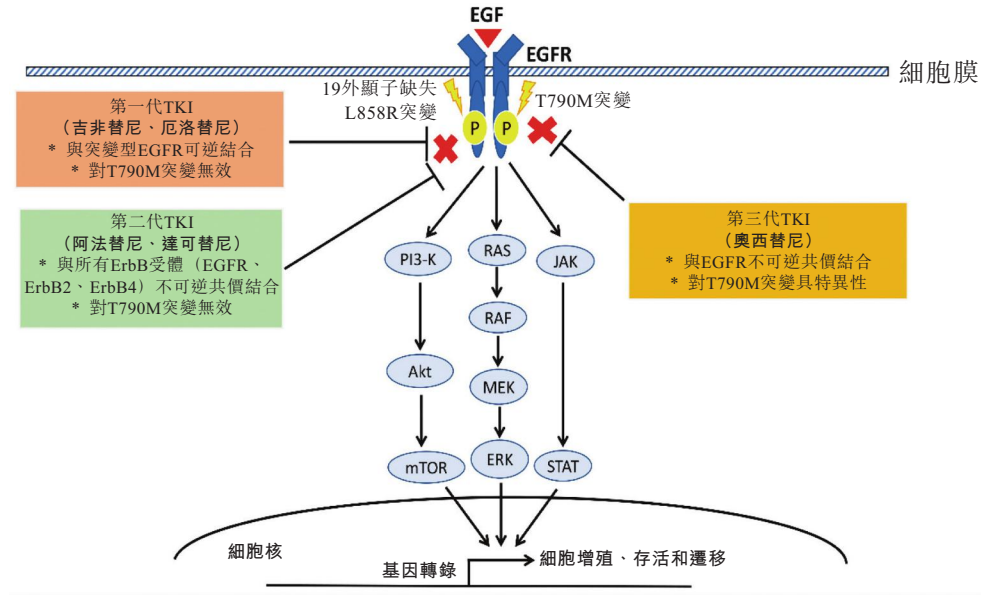 EGF
EGFR
細胞膜
19外顯子缺失
L858R突變
T790M突變
P
P
第一代TKI
（吉非替尼、厄洛替尼）
* 與突變型EGFR可逆結合
* 對T790M突變無效
第二代TKI
（阿法替尼、達可替尼）
* 與所有ErbB受體（EGFR、
ErbB2、ErbB4）不可逆共價結合
* 對T790M突變無效
第三代TKI
（奧西替尼）
* 與EGFR不可逆共價結合
* 對T790M突變具特異性
PI3-K
RAS
JAK
RAF
Akt
MEK
mTOR
ERK
STAT
細胞核
基因轉錄
細胞增殖、存活和遷移